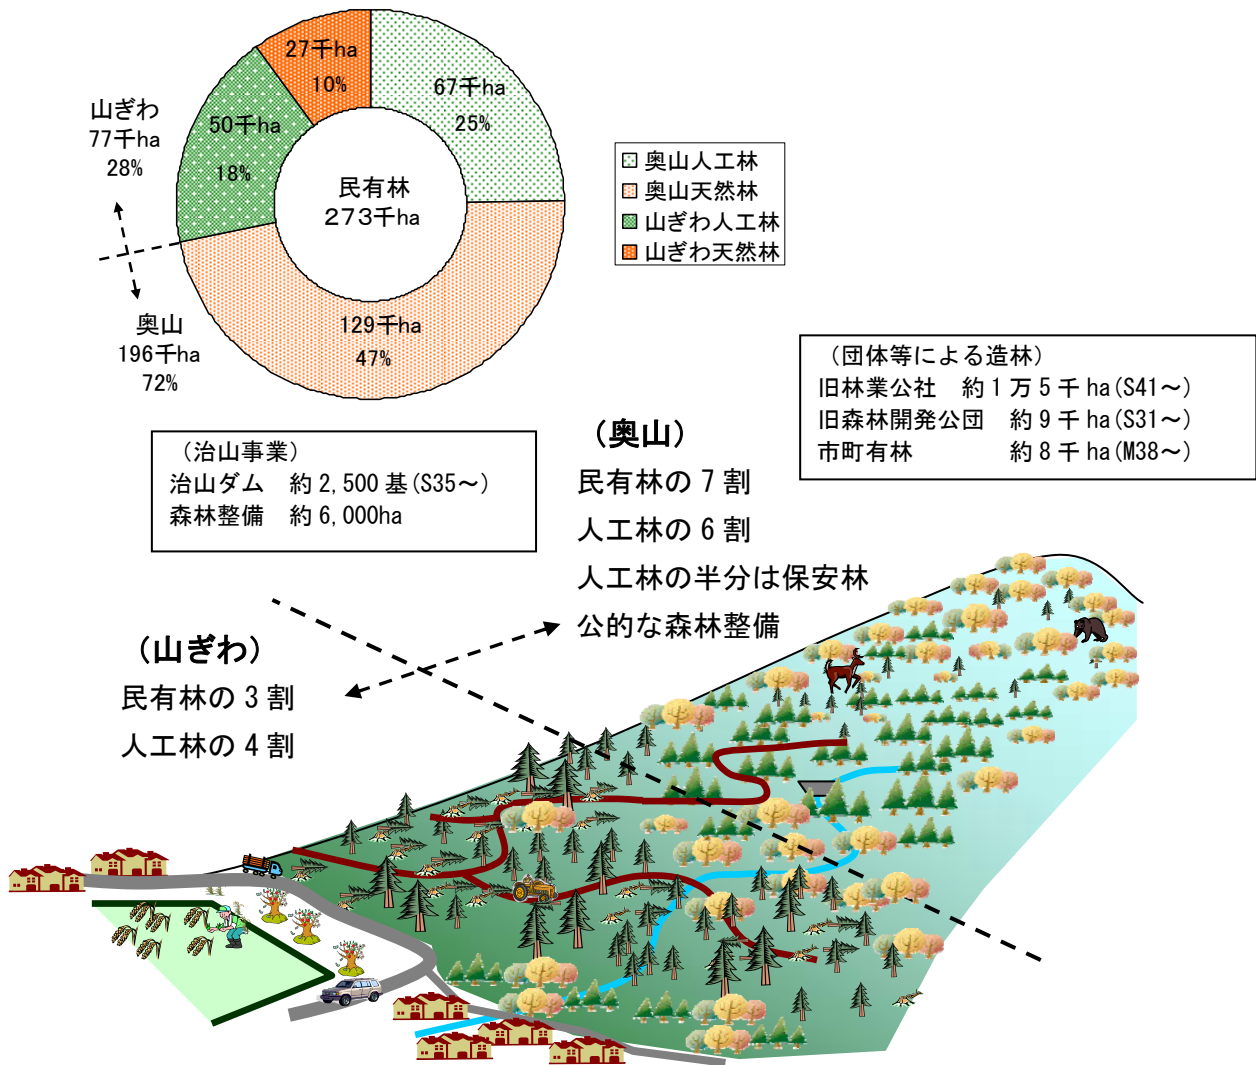 27千ha
10%
67千ha
25%
50千ha
18%
山ぎわ
77千ha
28%
民有林
273千ha
奥山人工林
奥山天然林
山ぎわ人工林
山ぎわ天然林
奥山
196千ha
72%
129千ha
47%
（団体等による造林）
旧林業公社 約1万5千ha(S41～)
旧森林開発公団 約9千ha(S31～)
市町有林 約8千ha(M38～)
（治山事業）
治山ダム 約2,500基(S35～)
森林整備 約6,000ha
（奥山）
民有林の7割
人工林の6割
人工林の半分は保安林
公的な森林整備
（山ぎわ）
民有林の3割
人工林の4割